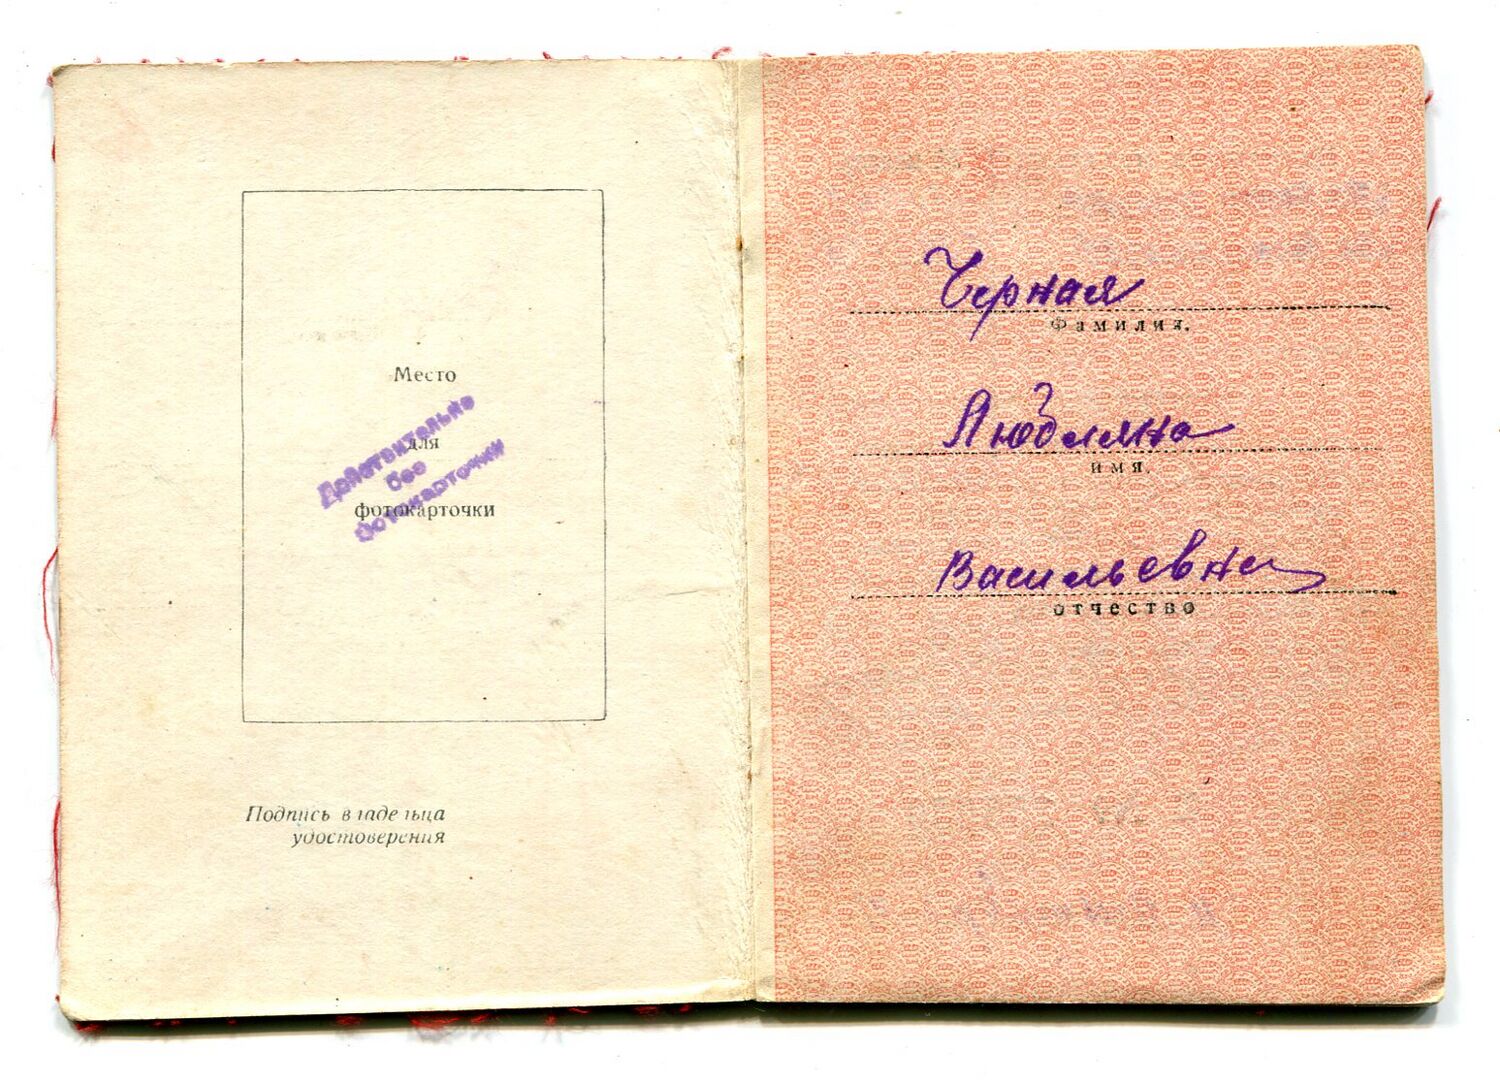 Место
для
фотокарточки
Действительно
без
фотокарточки
Подпись владельца
удостоверения
Черная
Фамилия.
Людмила
имя.
Васильевна
отчество